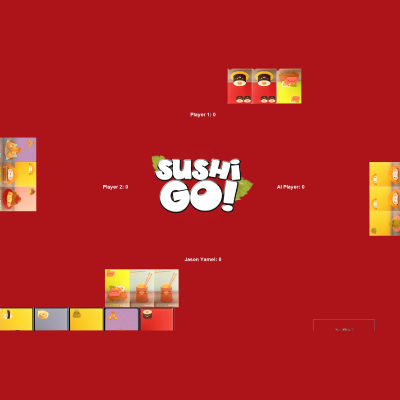 Player 1: 0
SUSHI
GO!
Player 2: 0
AI Player: 0
Jason Yamel: 0